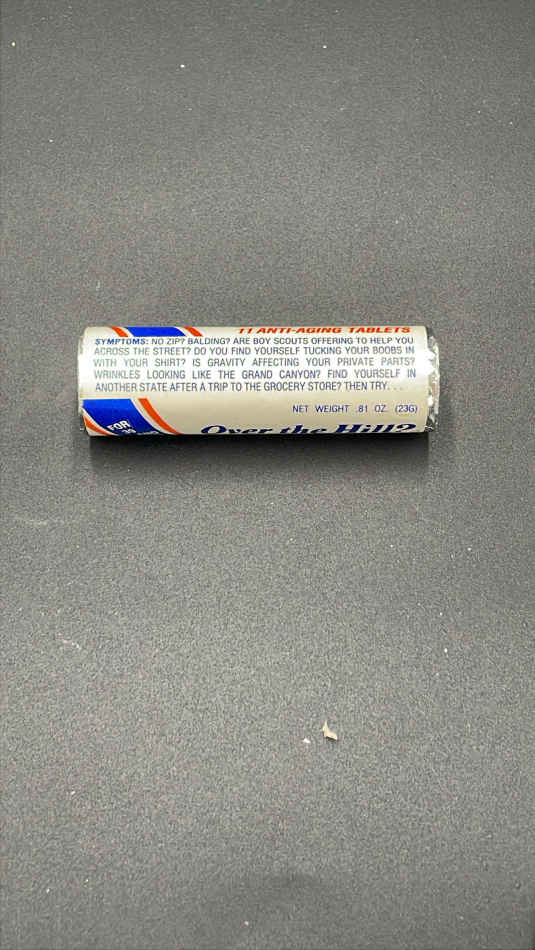 11 ANTI-AGING TABLETS
SYMPTOMS: NO ZIP? BALDING? ARE BOY SCOUTS OFFERING TO HELP YOU
ACROSS THE STREET? DO YOU FIND YOURSELF TUCKING YOUR BOOBS IN
WITH YOUR SHIRT? IS GRAVITY AFFECTING YOUR PRIVATE PARTS?
WRINKLES LOOKING LIKE THE GRAND CANYON? FIND YOURSELF IN
ANOTHER STATE AFTER A TRIP TO THE GROCERY STORE? THEN TRY. . .
NET WEIGHT .81 OZ. (23G)
FOR
39
Over the Hill?